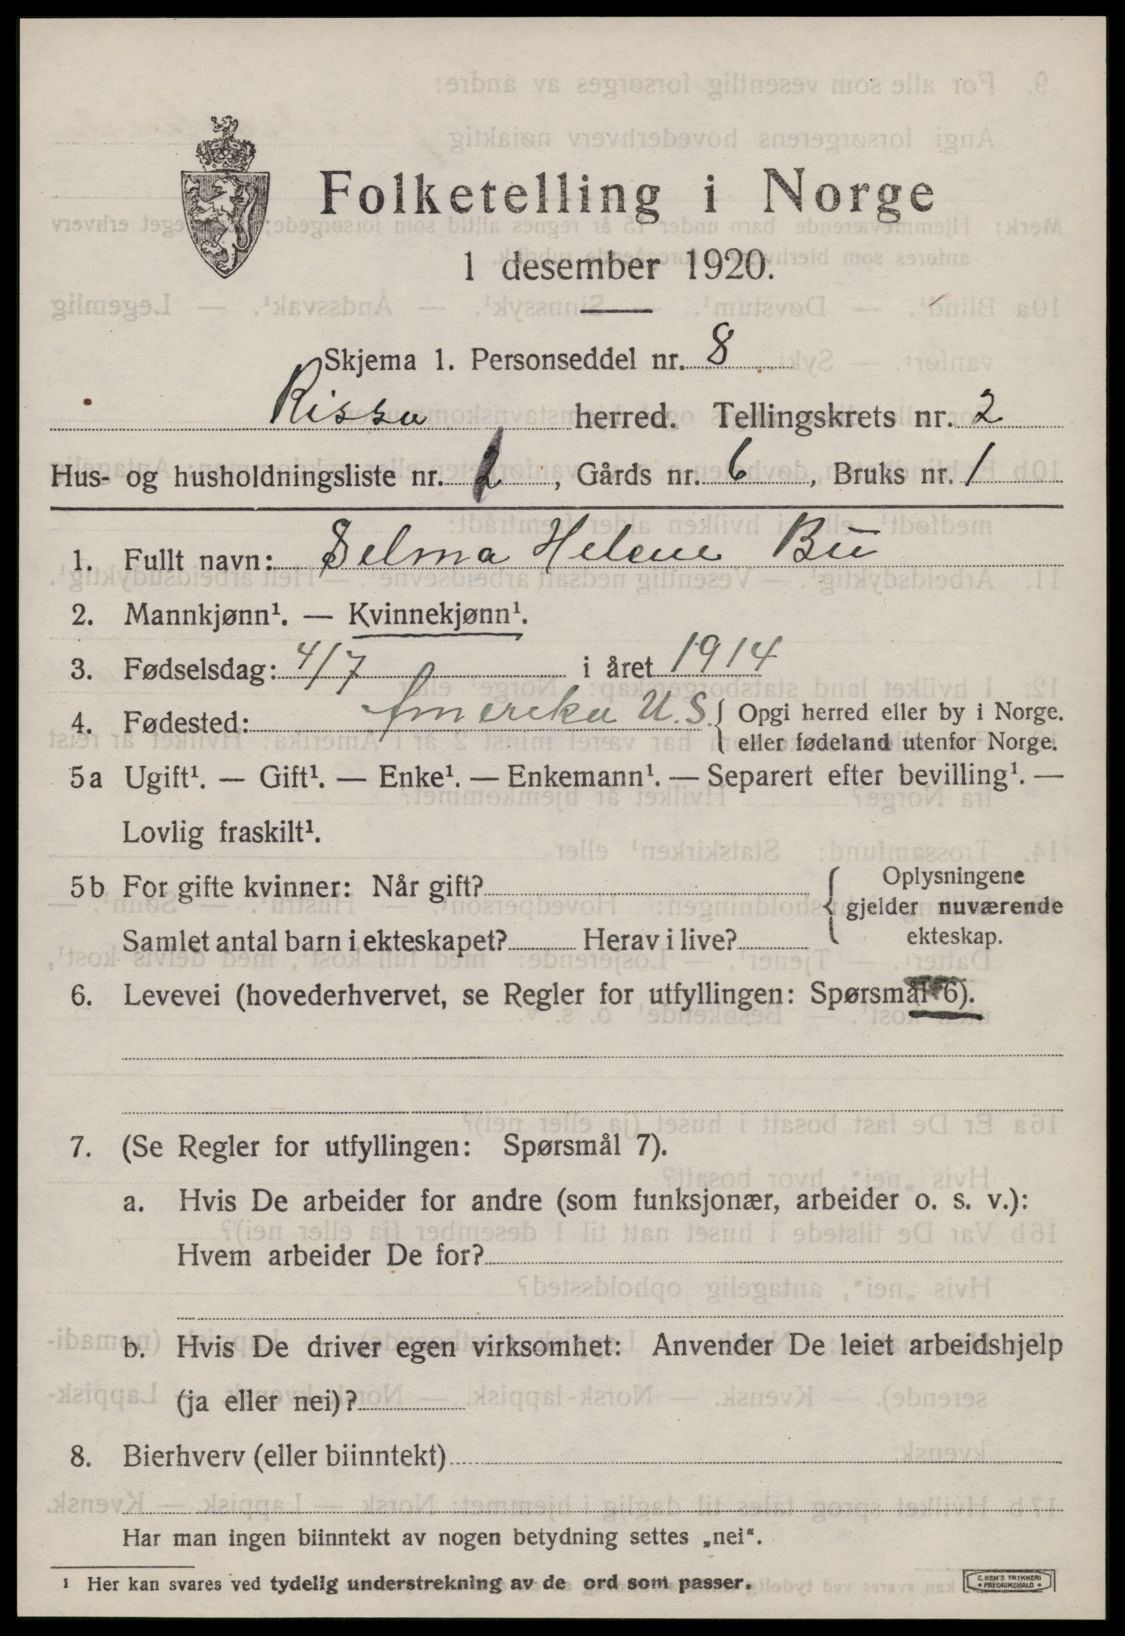 Folketelling i Norge
1 desember 1920.
Skjema 1. Personseddel nr. 8
Rissa herred. Tellingskrets nr. 2
Hus- og husholdningsliste nr. 1, Gårds nr. 6, Bruks nr. 1
1. Fullt navn: Selma Helene Bü
2. Mannkjønn¹. — Kvinnekjønn¹.
3. Fødselsdag: 4/7 i året 1914
4. Fødested: Amerika U.S. { Opgi herred eller by i Norge.
eller fødeland utenfor Norge.
5a Ugift¹. — Gift¹. — Enke¹. — Enkemann¹. — Separert efter bevilling¹. —
Lovlig fraskilt¹.
5b For gifte kvinner: Når gift? { Oplysningene
gjelder nuværende
Samlet antal barn i ekteskapet? Herav i live? ekteskap.
6. Levevei (hovederhvervet, se Regler for utfyllingen: Spørsmål 6).
7. (Se Regler for utfyllingen: Spørsmål 7).
a. Hvis De arbeider for andre (som funksjonær, arbeider o. s. v.):
Hvem arbeider De for?
b. Hvis De driver egen virksomhet: Anvender De leiet arbeidshjelp
(ja eller nei)?
8. Bierhverv (eller biinntekt)
Har man ingen biinntekt av nogen betydning settes „nei“.
¹ Her kan svares ved tydelig understrekning av de ord som passer.
E. SEM'S TRYKKERI
FREDRIKSHALD